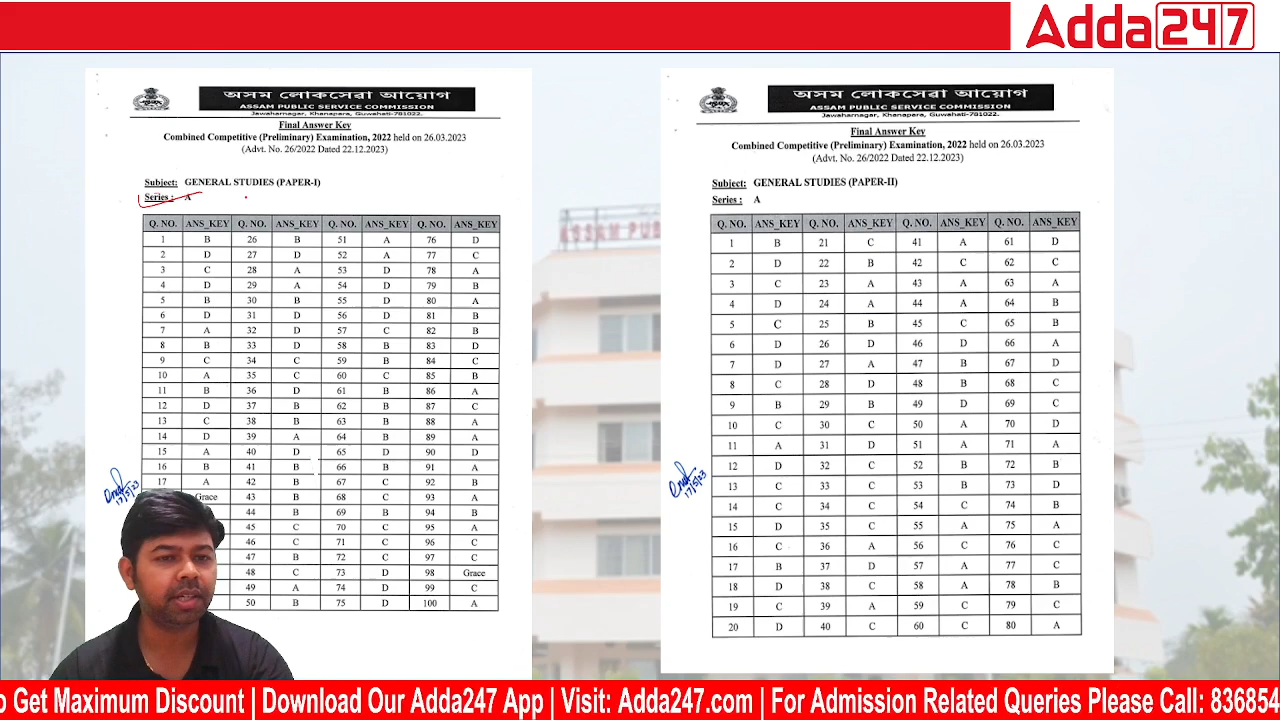 Adda 247
অসম লোকসেৱা আয়োগ
ASSAM PUBLIC SERVICE COMMISSION
Jawaharnagar, Khanapara, Guwahati-781022.
Final Answer Key
Combined Competitive (Preliminary) Examination, 2022 held on 26.03.2023
(Advt. No. 26/2022 Dated 22.12.2023)
Subject: GENERAL STUDIES (PAPER-I)
Series : A
Q. NO. ANS_KEY Q. NO. ANS_KEY Q. NO. ANS_KEY Q. NO. ANS_KEY
1 B 26 B 51 A 76 D
2 D 27 D 52 A 77 C
3 C 28 A 53 D 78 A
4 D 29 A 54 D 79 B
5 B 30 B 55 D 80 A
6 D 31 D 56 D 81 B
7 A 32 D 57 C 82 B
8 B 33 D 58 B 83 D
9 C 34 C 59 B 84 C
10 A 35 C 60 C 85 B
11 B 36 D 61 B 86 A
12 D 37 B 62 B 87 C
13 C 38 B 63 B 88 A
14 D 39 A 64 B 89 A
15 A 40 D 65 D 90 D
16 B 41 B 66 B 91 A
17 A 42 B 67 C 92 B
Grace 43 B 68 C 93 A
44 B 69 B 94 B
45 C 70 C 95 A
46 C 71 C 96 C
47 B 72 C 97 C
48 C 73 D 98 Grace
49 A 74 D 99 C
50 B 75 D 100 A
17/5/23
অসম লোকসেৱা আয়োগ
ASSAM PUBLIC SERVICE COMMISSION
Jawaharnagar, Khanapara, Guwahati-781022.
Final Answer Key
Combined Competitive (Preliminary) Examination, 2022 held on 26.03.2023
(Advt. No. 26/2022 Dated 22.12.2023)
Subject: GENERAL STUDIES (PAPER-II)
Series : A
Q. NO. ANS_KEY Q. NO. ANS_KEY Q. NO. ANS_KEY Q. NO. ANS_KEY
1 B 21 C 41 A 61 D
2 D 22 B 42 C 62 C
3 C 23 A 43 A 63 A
4 D 24 A 44 A 64 B
5 C 25 B 45 C 65 B
6 D 26 D 46 D 66 A
7 D 27 A 47 B 67 D
8 C 28 D 48 B 68 C
9 B 29 B 49 D 69 C
10 C 30 C 50 A 70 D
11 A 31 D 51 A 71 A
12 D 32 C 52 B 72 B
13 C 33 C 53 B 73 D
14 C 34 C 54 C 74 B
15 D 35 C 55 A 75 A
16 C 36 A 56 C 76 C
17 B 37 D 57 A 77 C
18 D 38 C 58 A 78 B
19 C 39 A 59 C 79 C
20 D 40 C 60 C 80 A
17/5/23
ASSAM PUB
o Get Maximum Discount | Download Our Adda247 App | Visit: Adda247.com | For Admission Related Queries Please Call: 836854